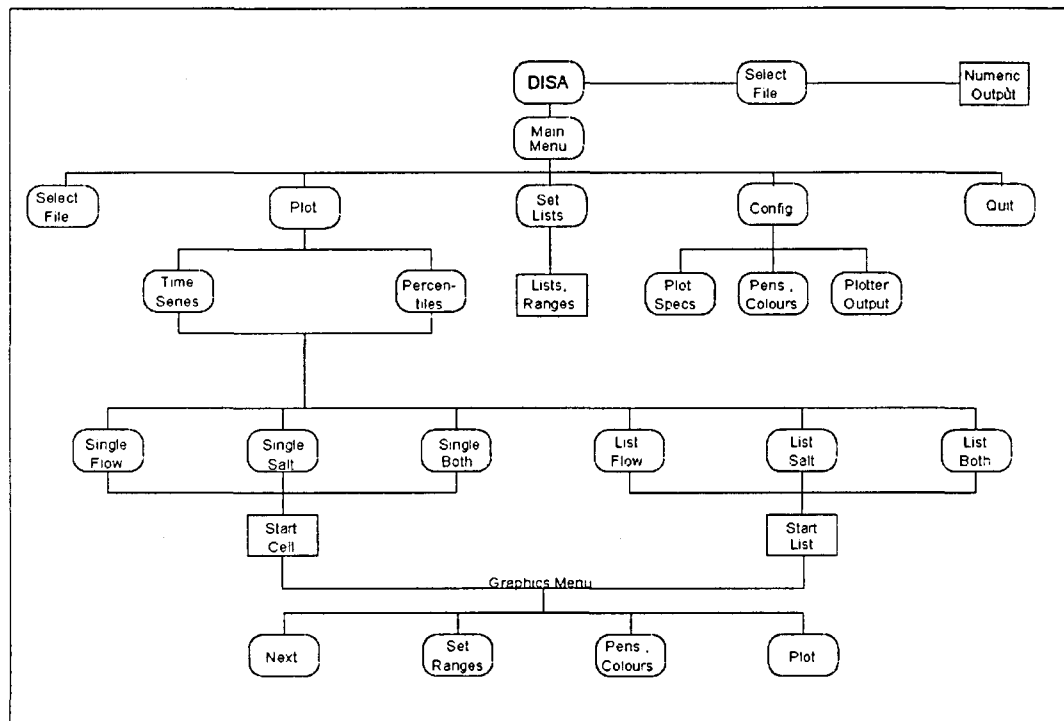 DISA
Select
File
Numeric
Output
Main
Menu
Select
File
Plot
Set
Lists
Config
Quit
Time
Series
Percen-
tiles
Lists,
Ranges
Plot
Specs
Pens,
Colours
Plotter
Output
Single
Flow
Single
Salt
Single
Both
List
Flow
List
Salt
List
Both
Start
Cell
Start
List
Graphics Menu
Next
Set
Ranges
Pens,
Colours
Plot